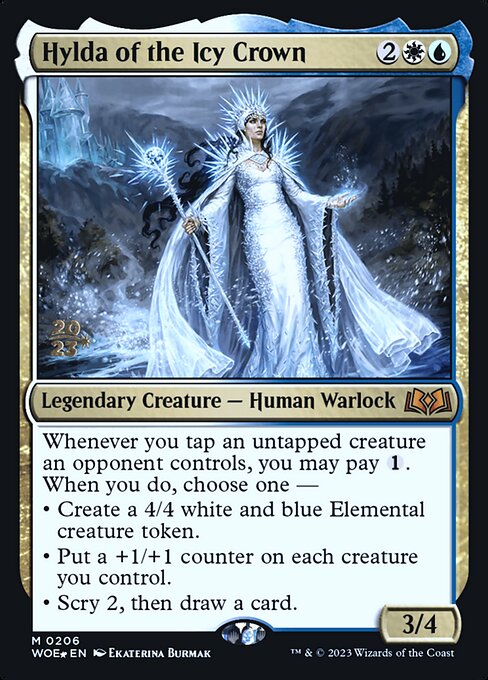 Hylda of the Icy Crown 2
20
23
Legendary Creature — Human Warlock
Whenever you tap an untapped creature
an opponent controls, you may pay 1.
When you do, choose one —
• Create a 4/4 white and blue Elemental
creature token.
• Put a +1/+1 counter on each creature
you control.
• Scry 2, then draw a card.
3/4
M 0206
WOE★EN Ekaterina Burmak
™ & © 2023 Wizards of the Coast